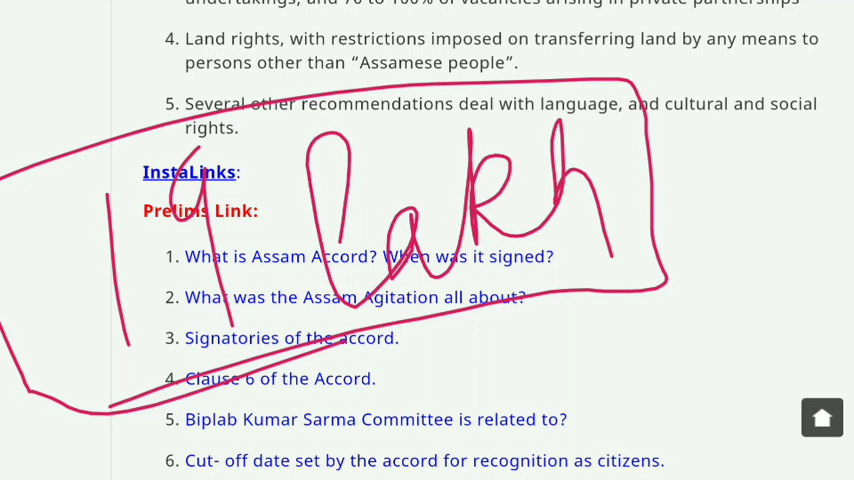 undertakings, and 70 to 100% of vacancies arising in private partnerships
4. Land rights, with restrictions imposed on transferring land by any means to
persons other than “Assamese people”.
5. Several other recommendations deal with language, and cultural and social
rights.
InstaLinks:
Prelims Link:
19 lakh
1. What is Assam Accord? When was it signed?
2. What was the Assam Agitation all about?
3. Signatories of the accord.
4. Clause 6 of the Accord.
5. Biplab Kumar Sarma Committee is related to?
6. Cut- off date set by the accord for recognition as citizens.